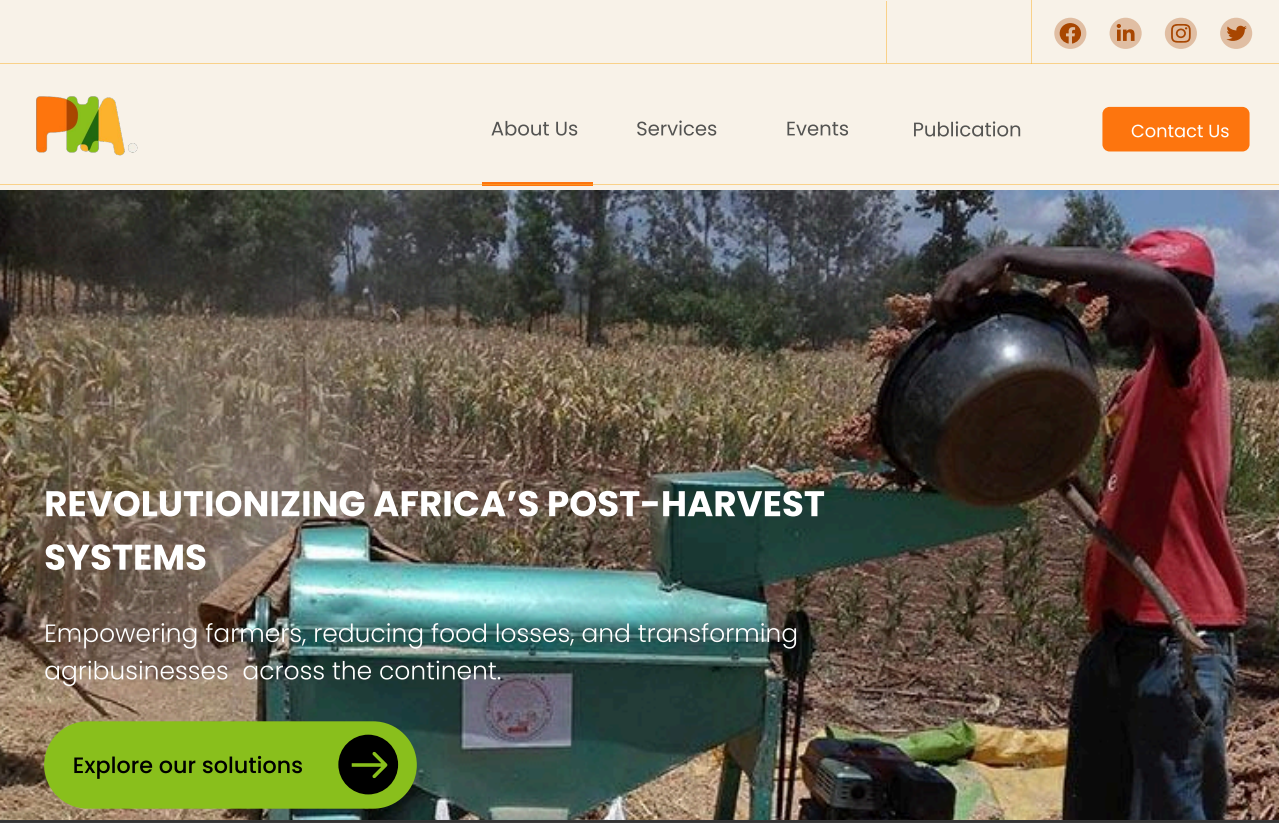 PHA
About Us
Services
Events
Publication
Contact Us
REVOLUTIONIZING AFRICA’S POST-HARVEST
SYSTEMS
Empowering farmers, reducing food losses, and transforming
agribusinesses  across the continent.
Explore our solutions